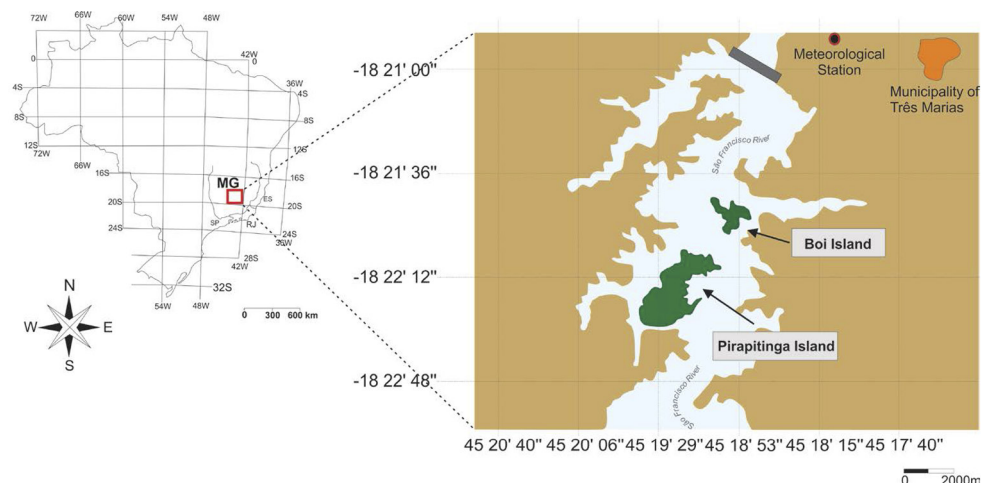 72W 66W 60W 54W 48W
42W
0 0
36W
4S 4S
8S 8S
12S 12S
72W
66W 16S 16S
MG
20S 20S
ES
SP RJ
24S 24S
36W
28S
42W
32S
54W 48W
0 300 600 km
N
W E
S
-18 21' 00"
-18 21' 36"
-18 22' 12"
-18 22' 48"
Meteorological
Station
Municipality of
Três Marias
São Francisco River
Boi Island
Pirapitinga Island
São Francisco River
45 20' 40" 45 20' 06" 45 19' 29" 45 18' 53" 45 18' 15" 45 17' 40"
0 2000m